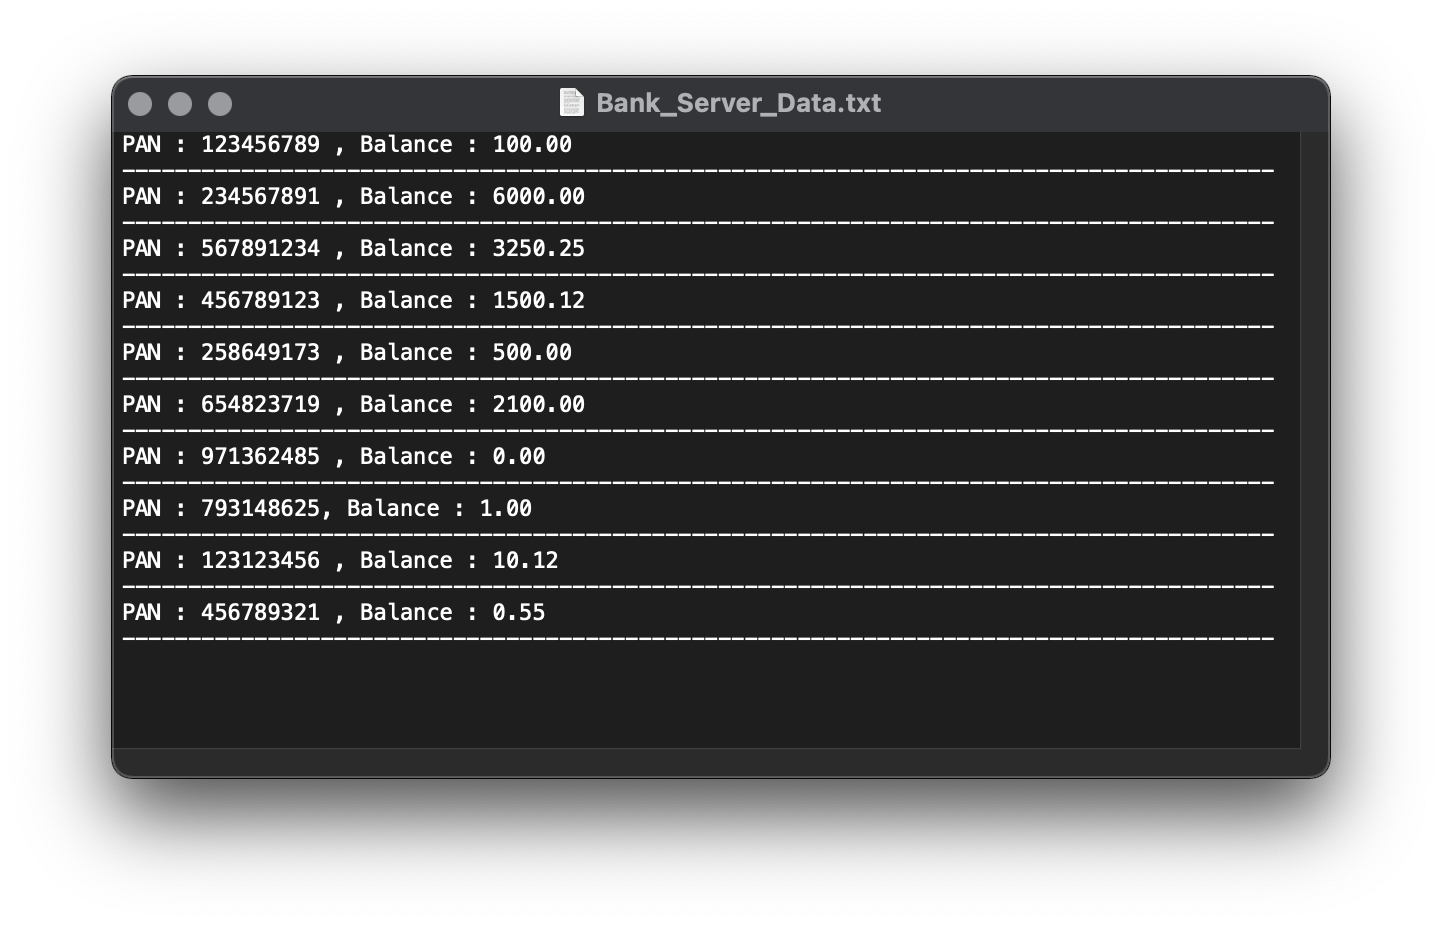 Bank_Server_Data.txt
PAN : 123456789 , Balance : 100.00
---------------------------------------------------------------------------------------
PAN : 234567891 , Balance : 6000.00
---------------------------------------------------------------------------------------
PAN : 567891234 , Balance : 3250.25
---------------------------------------------------------------------------------------
PAN : 456789123 , Balance : 1500.12
---------------------------------------------------------------------------------------
PAN : 258649173 , Balance : 500.00
---------------------------------------------------------------------------------------
PAN : 654823719 , Balance : 2100.00
---------------------------------------------------------------------------------------
PAN : 971362485 , Balance : 0.00
---------------------------------------------------------------------------------------
PAN : 793148625, Balance : 1.00
---------------------------------------------------------------------------------------
PAN : 123123456 , Balance : 10.12
---------------------------------------------------------------------------------------
PAN : 456789321 , Balance : 0.55
---------------------------------------------------------------------------------------